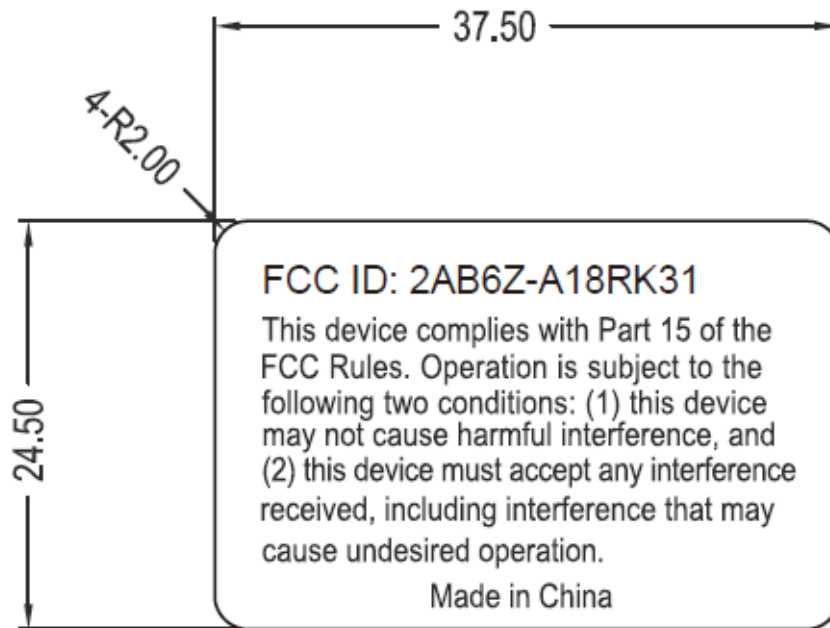 37.50
4-R2.00
24.50
FCC ID: 2AB6Z-A18RK31
This device complies with Part 15 of the
FCC Rules. Operation is subject to the
following two conditions: (1) this device
may not cause harmful interference, and
(2) this device must accept any interference
received, including interference that may
cause undesired operation.
Made in China